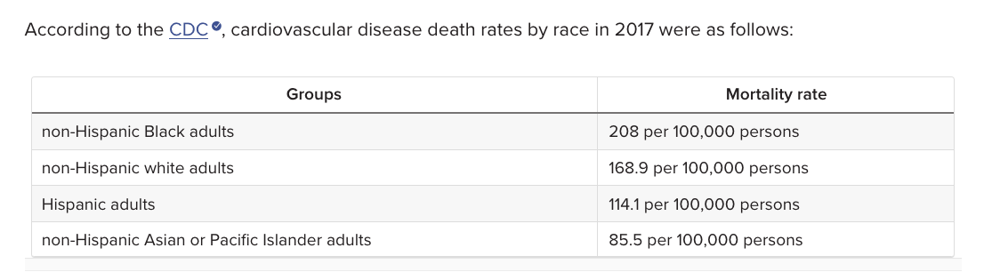 According to the CDC, cardiovascular disease death rates by race in 2017 were as follows:
Groups Mortality rate
non-Hispanic Black adults 208 per 100,000 persons
non-Hispanic white adults 168.9 per 100,000 persons
Hispanic adults 114.1 per 100,000 persons
non-Hispanic Asian or Pacific Islander adults 85.5 per 100,000 persons